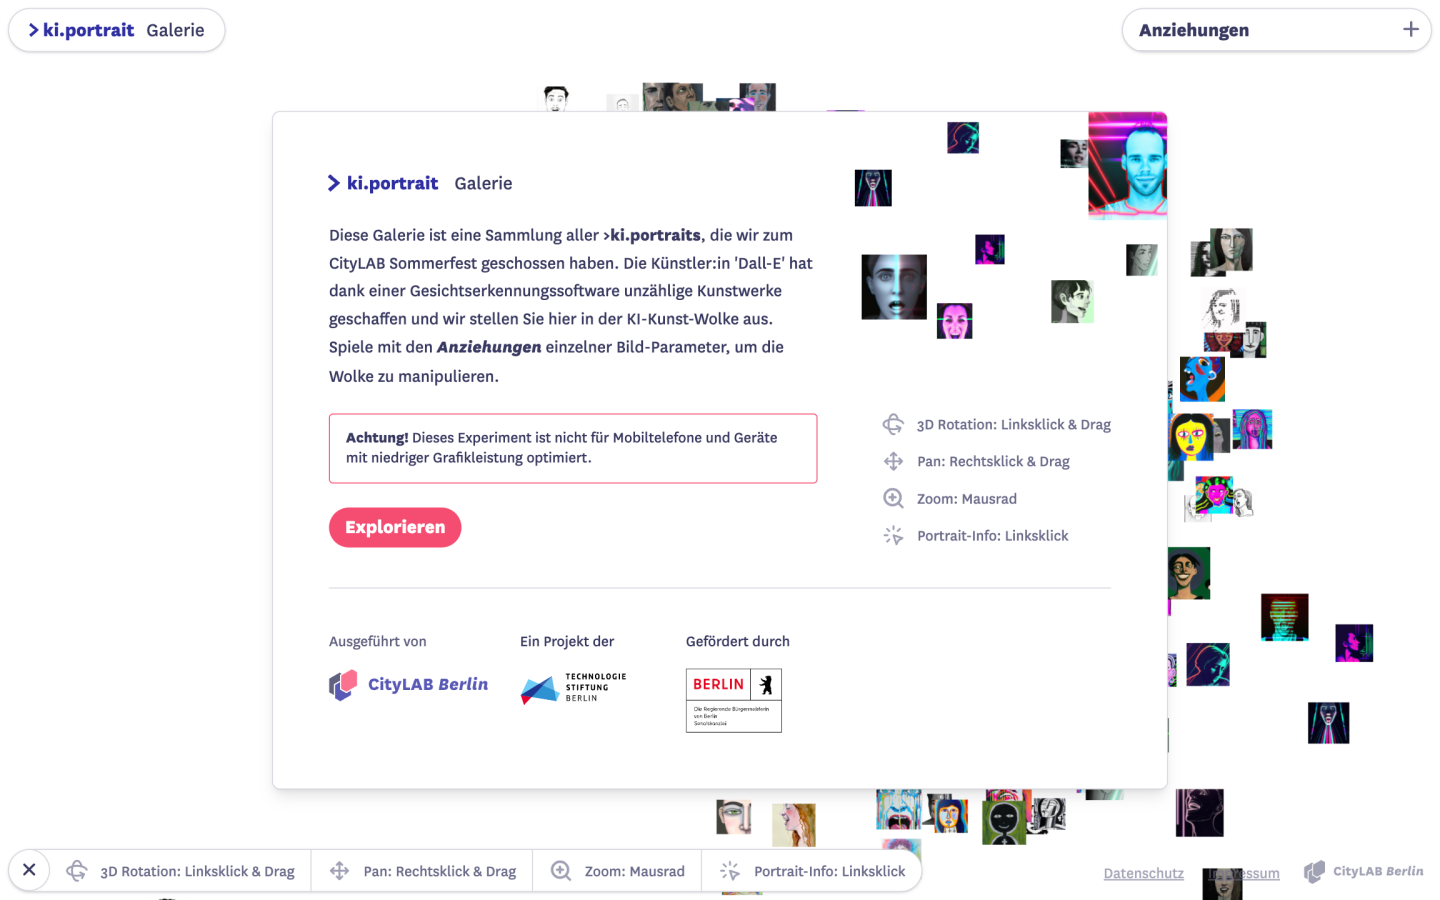 ki.portrait Galerie
Anziehungen
ki.portrait Galerie
Diese Galerie ist eine Sammlung aller >ki.portraits, die wir zum
CityLAB Sommerfest geschossen haben. Die Künstler:in 'Dall-E' hat
dank einer Gesichtserkennungssoftware unzählige Kunstwerke
geschaffen und wir stellen Sie hier in der KI-Kunst-Wolke aus.
Spiele mit den Anziehungen einzelner Bild-Parameter, um die
Wolke zu manipulieren.
Achtung! Dieses Experiment ist nicht für Mobiltelefone und Geräte
mit niedriger Grafikleistung optimiert.
Explorieren
3D Rotation: Linksklick & Drag
Pan: Rechtsklick & Drag
Zoom: Mausrad
Portrait-Info: Linksklick
Ausgeführt von
CityLAB Berlin
Ein Projekt der
TECHNOLOGIE
STIFTUNG
BERLIN
Gefördert durch
BERLIN
Die Regierende Bürgermeisterin
von Berlin
Senatskanzlei
3D Rotation: Linksklick & Drag
Pan: Rechtsklick & Drag
Zoom: Mausrad
Portrait-Info: Linksklick
Datenschutz
Impressum
CityLAB Berlin